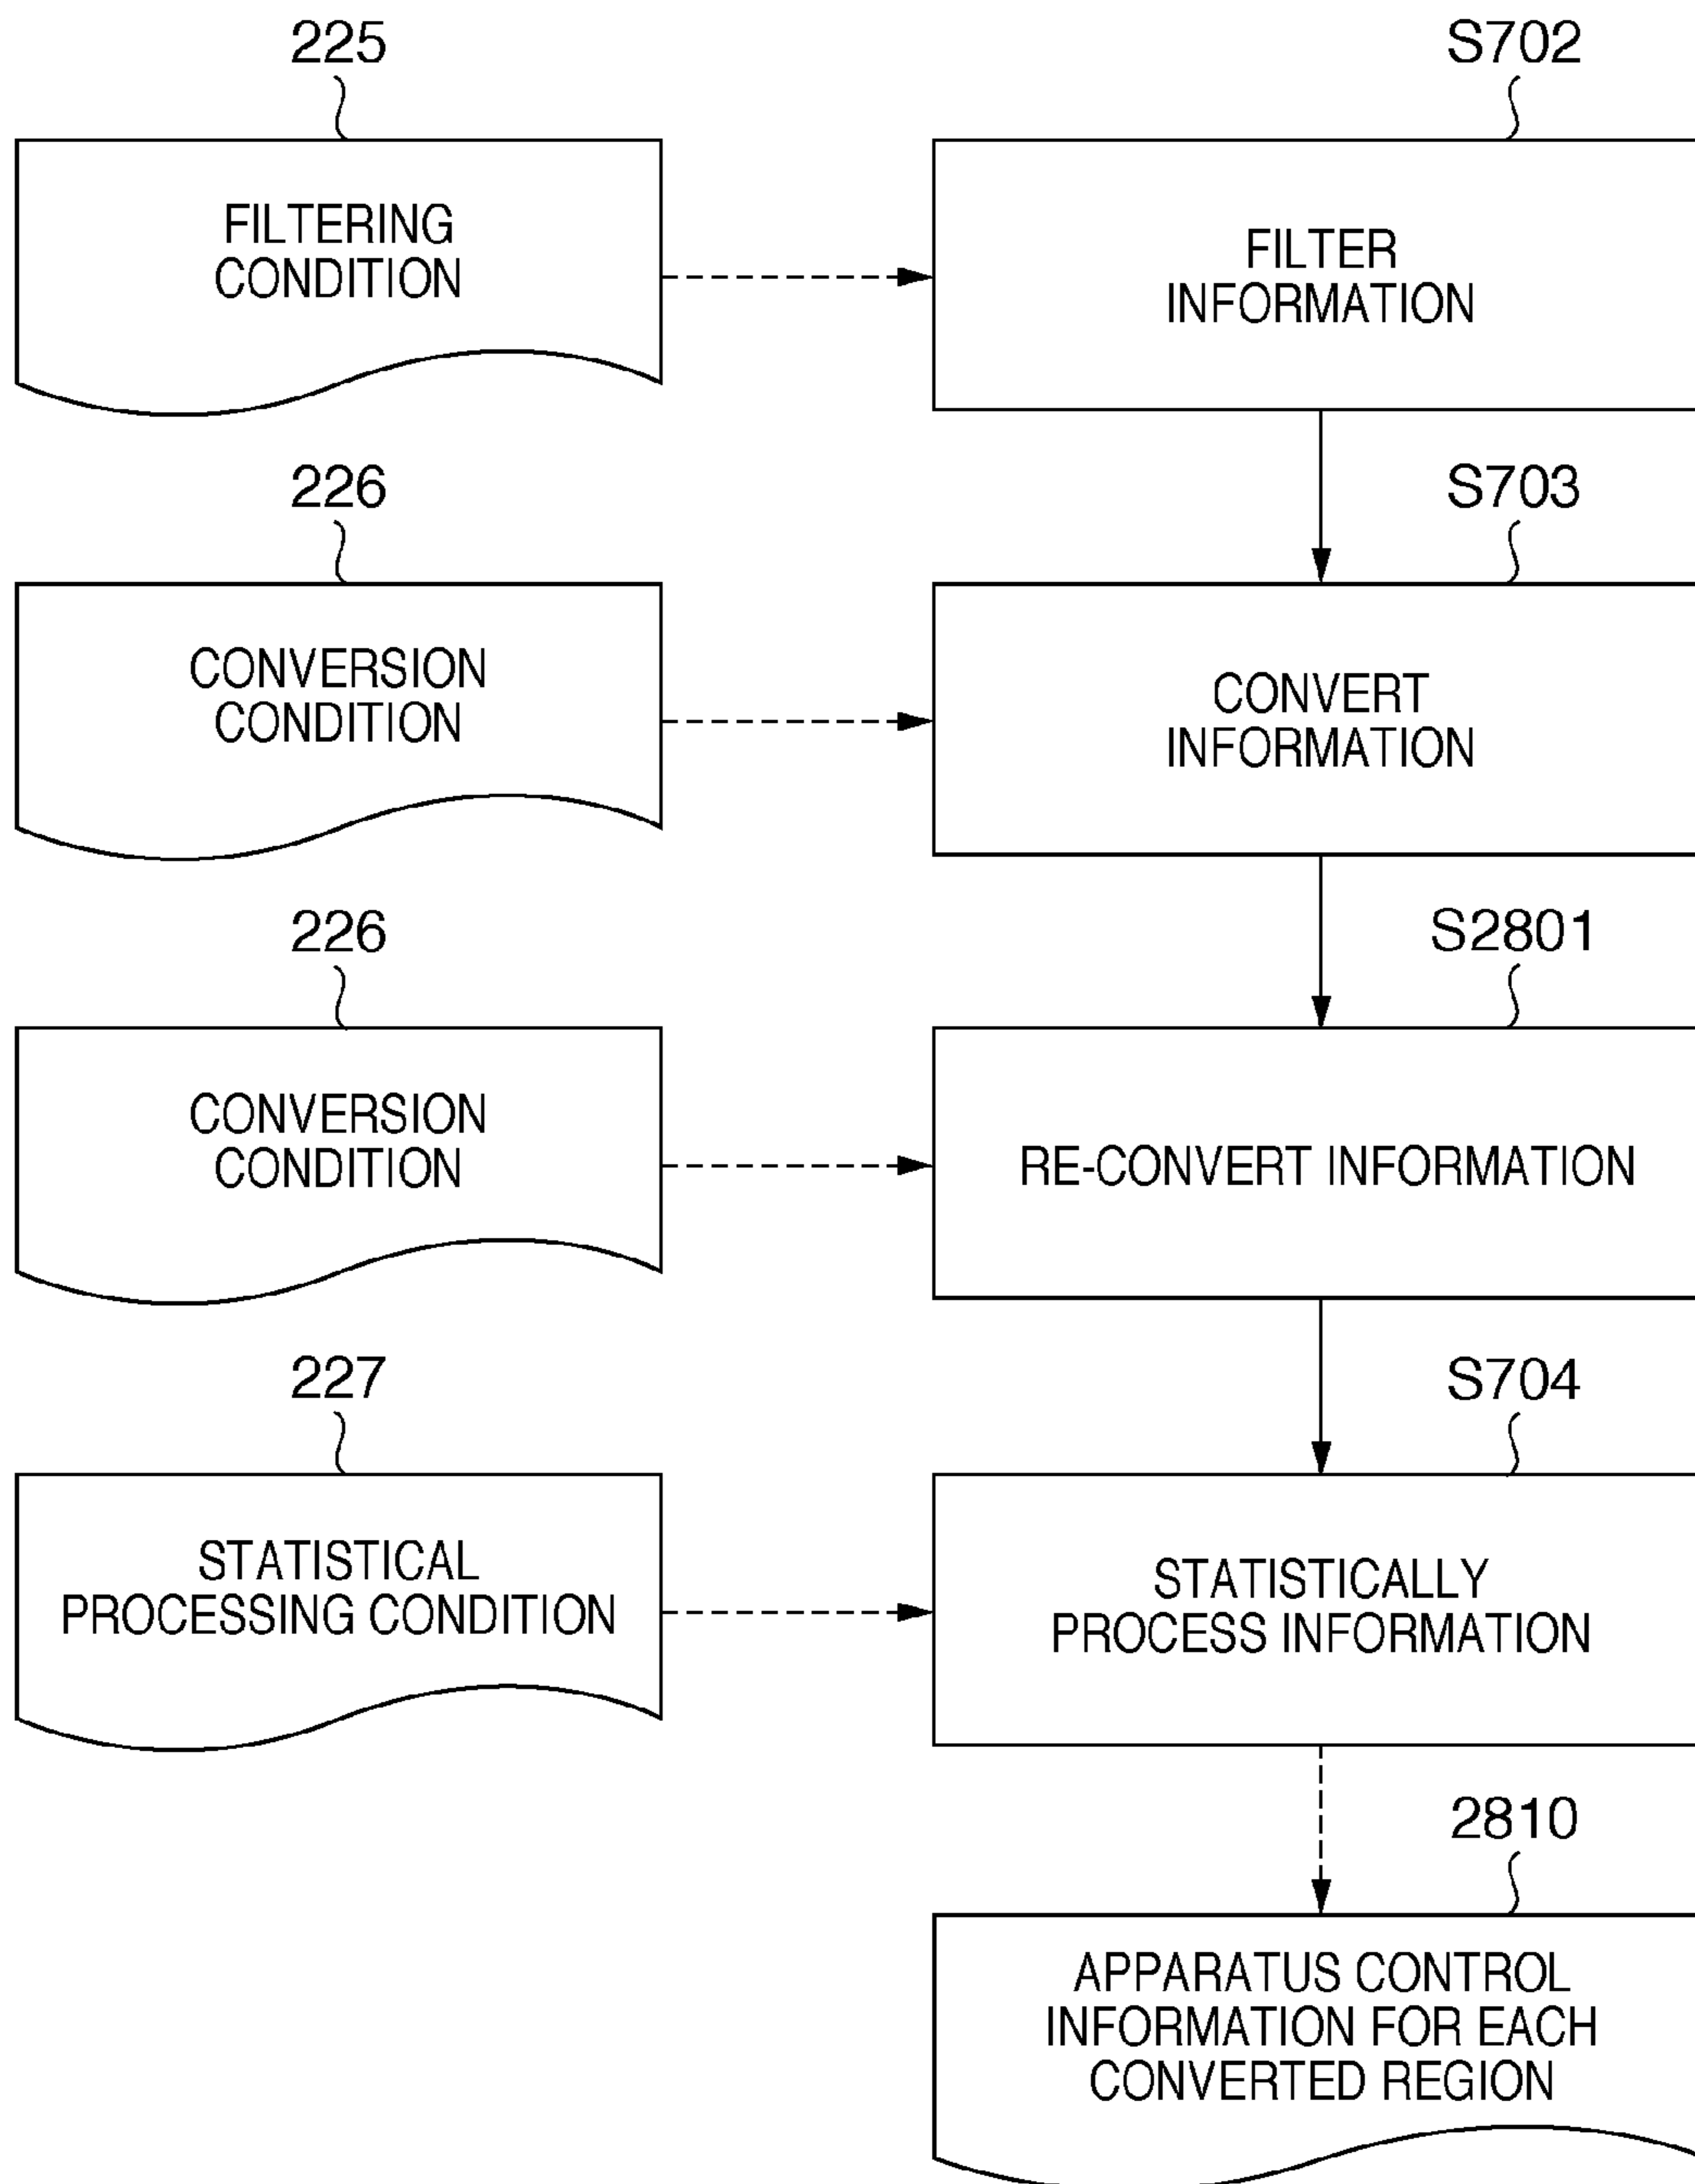 225
S702
FILTERING
CONDITION
FILTER
INFORMATION
226
S703
CONVERSION
CONDITION
CONVERT
INFORMATION
226
S2801
CONVERSION
CONDITION
RE-CONVERT INFORMATION
227
S704
STATISTICAL
PROCESSING CONDITION
STATISTICALLY
PROCESS INFORMATION
2810
APPARATUS CONTROL
INFORMATION FOR EACH
CONVERTED REGION